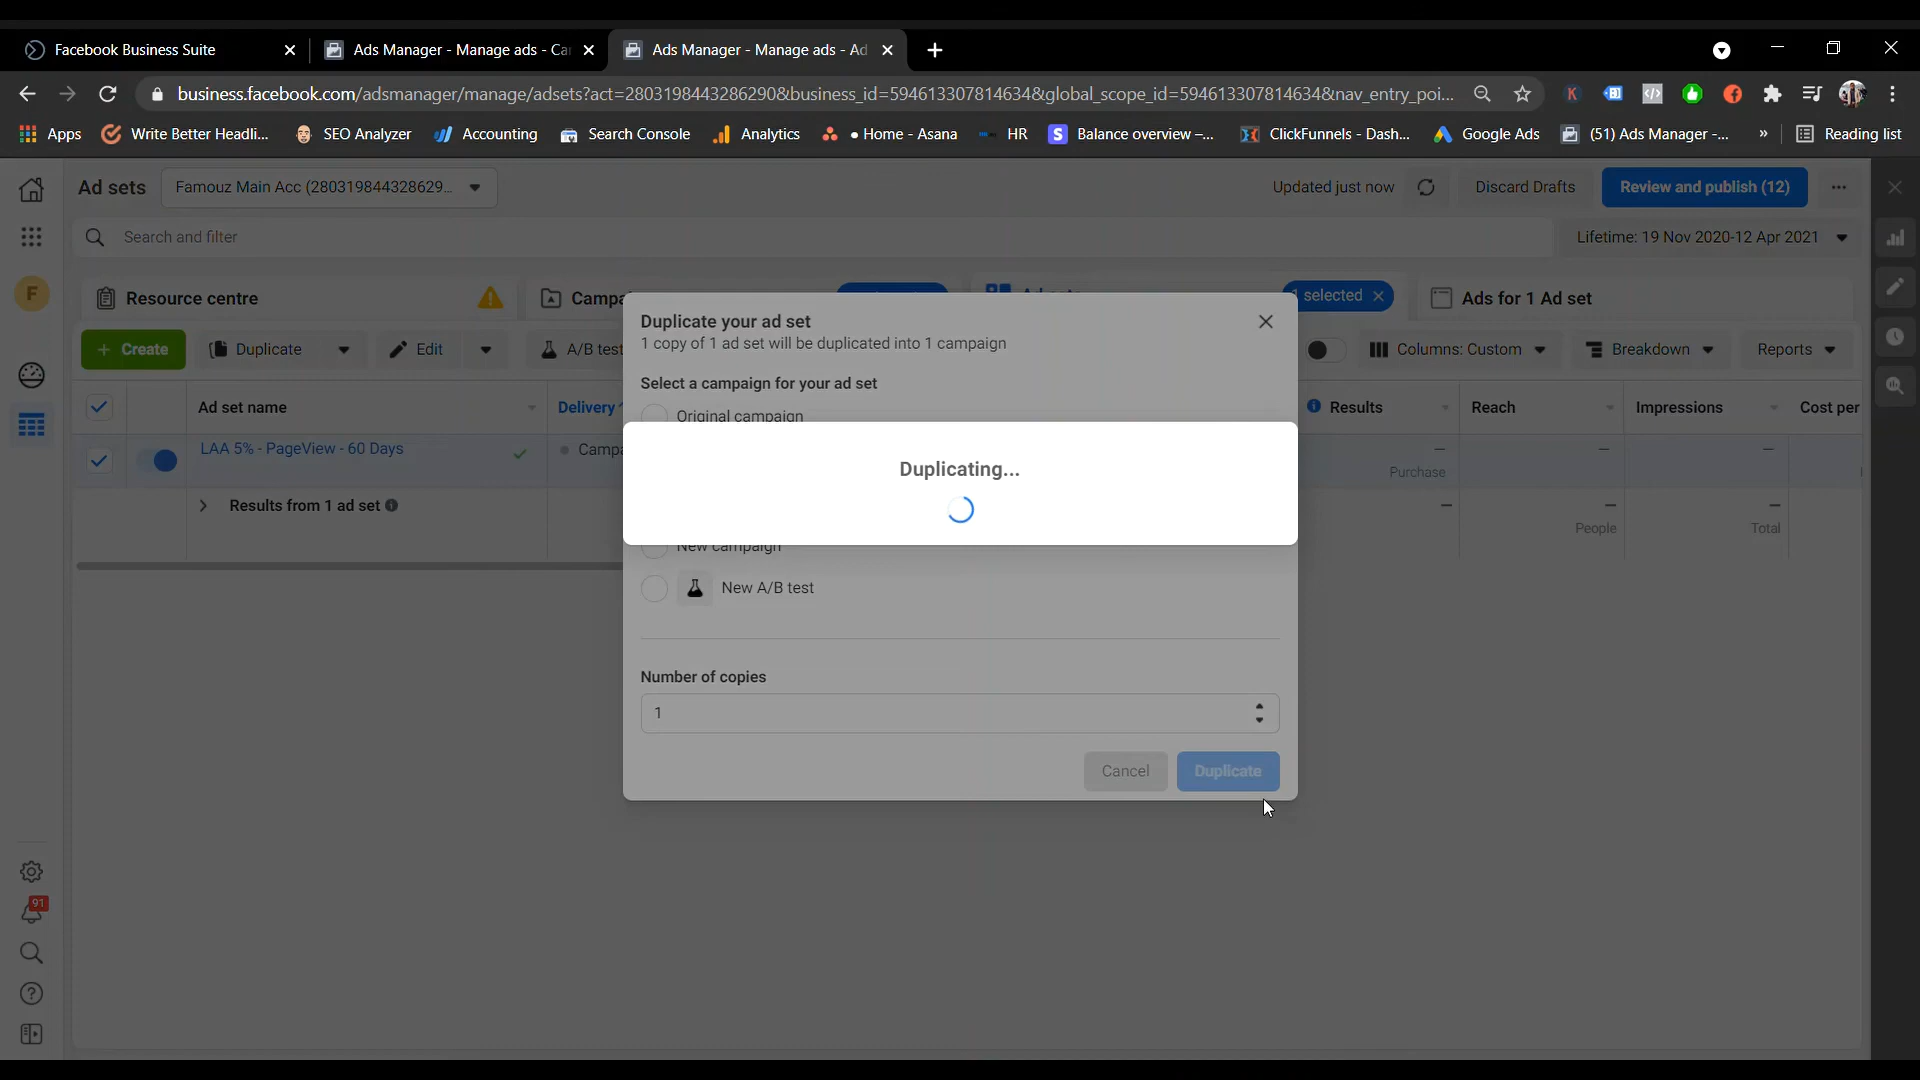 Facebook Business Suite
Ads Manager - Manage ads - Ca
Ads Manager - Manage ads - Ad
business.facebook.com/adsmanager/manage/adsets?act=2803198443286290&business_id=594613307814634&global_scope_id=594613307814634&nav_entry_poi...
Apps
Write Better Headli...
SEO Analyzer
Accounting
Search Console
Analytics
• Home - Asana
HR
Balance overview –...
ClickFunnels - Dash...
Google Ads
(51) Ads Manager -...
»
Reading list
Ad sets
Famouz Main Acc (280319844328629...
Updated just now
Discard Drafts
Review and publish (12)
Search and filter
Lifetime: 19 Nov 2020-12 Apr 2021
F
Resource centre
Campa
Ad sets
selected
Ads for 1 Ad set
+ Create
Duplicate
Edit
A/B test
Columns: Custom
Breakdown
Reports
Ad set name
Delivery
Results
Reach
Impressions
Cost per
LAA 5% - PageView - 60 Days
Campa
—
Purchase
—
—
Results from 1 ad set
—
—
People
—
Total
Duplicate your ad set
1 copy of 1 ad set will be duplicated into 1 campaign
Select a campaign for your ad set
Original campaign
Duplicating...
New campaign
New A/B test
Number of copies
1
Cancel
Duplicate
91